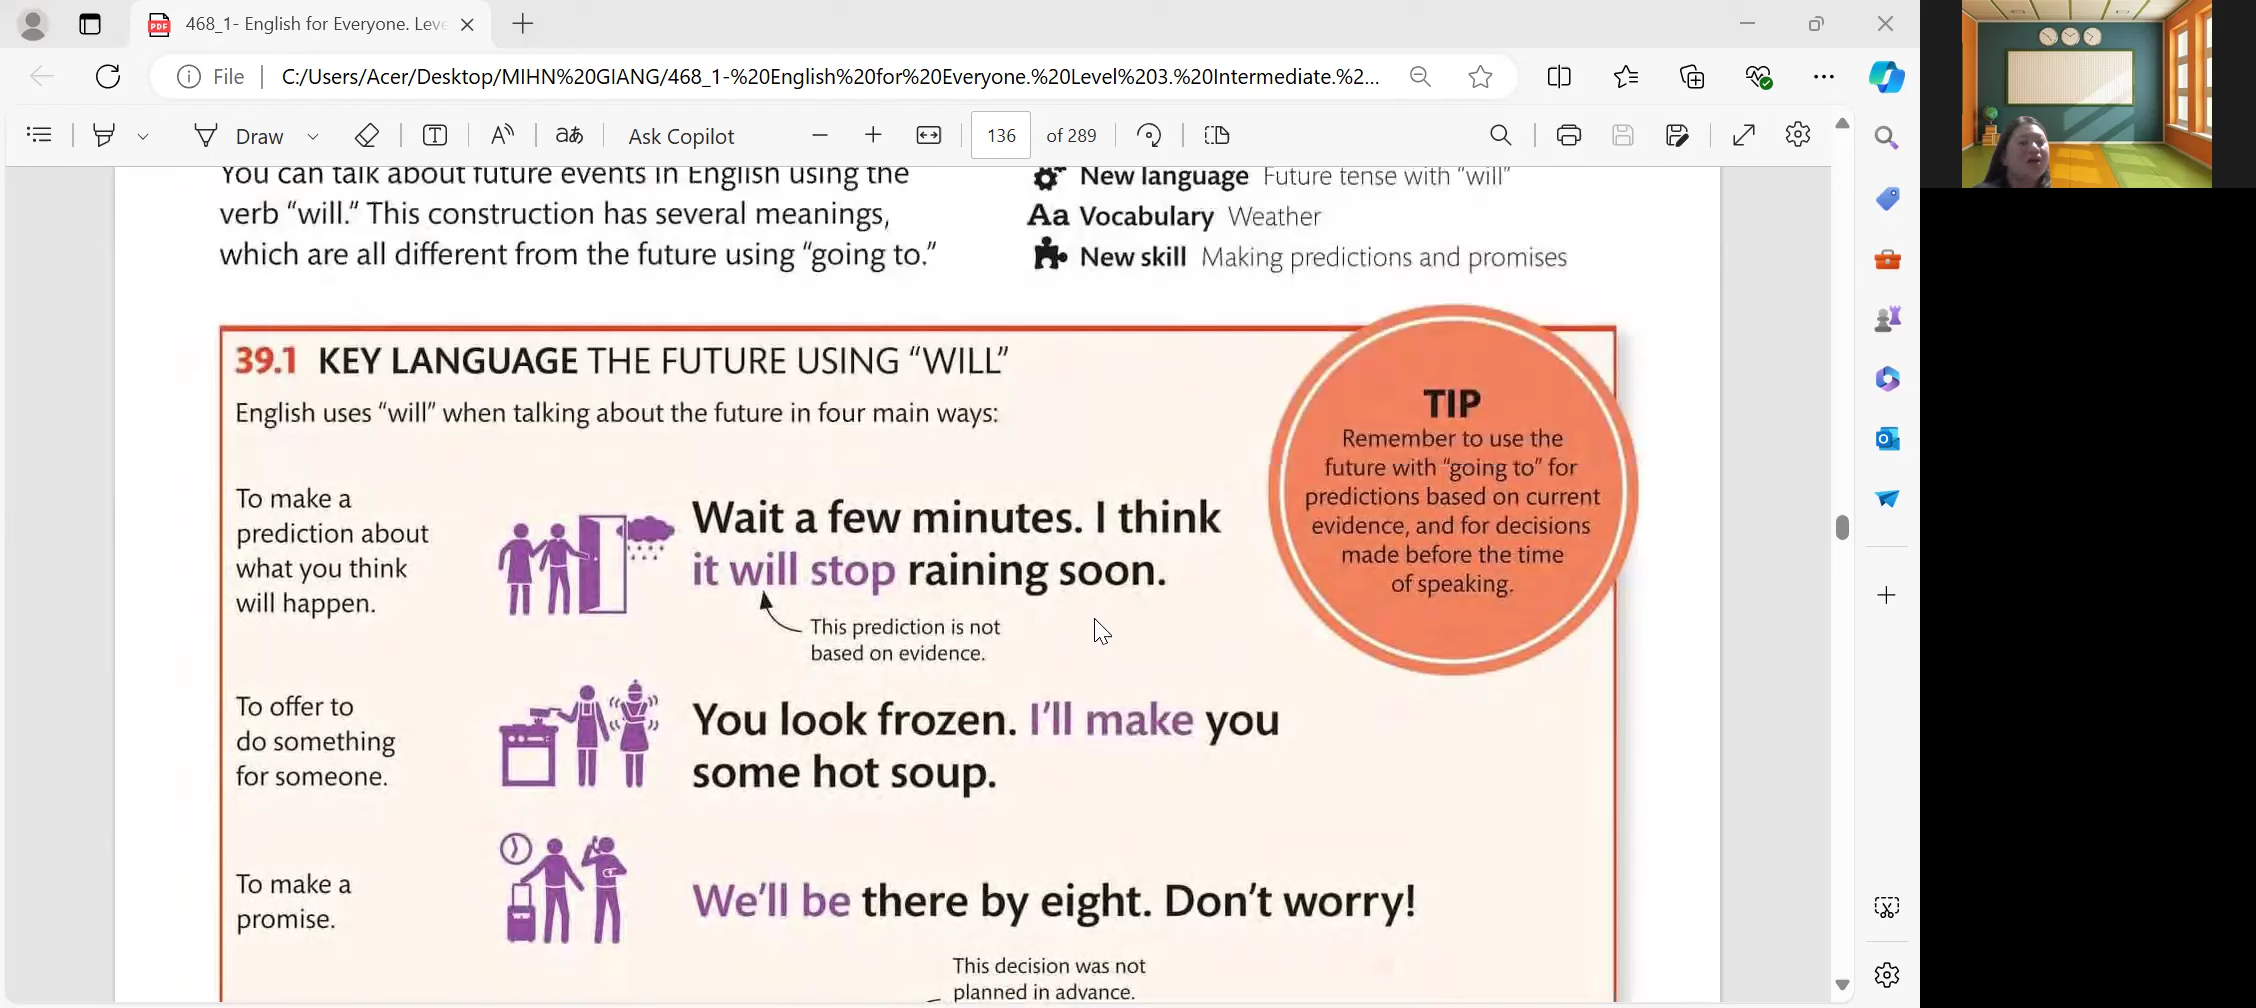 468_1- English for Everyone. Leve
File
C:/Users/Acer/Desktop/MIHN%20GIANG/468_1-%20English%20for%20Everyone.%20Level%203.%20Intermediate.%2...
Draw
Ask Copilot
136
of 289
You can talk about future events in English using the
verb “will.” This construction has several meanings,
which are all different from the future using “going to.”
New language Future tense with “will”
Aa Vocabulary Weather
New skill Making predictions and promises
39.1 KEY LANGUAGE THE FUTURE USING “WILL”
English uses “will” when talking about the future in four main ways:
TIP
Remember to use the
future with “going to” for
predictions based on current
evidence, and for decisions
made before the time
of speaking.
To make a
prediction about
what you think
will happen.
Wait a few minutes. I think
it will stop raining soon.
This prediction is not
based on evidence.
To offer to
do something
for someone.
You look frozen. I’ll make you
some hot soup.
To make a
promise.
We’ll be there by eight. Don’t worry!
This decision was not
planned in advance.